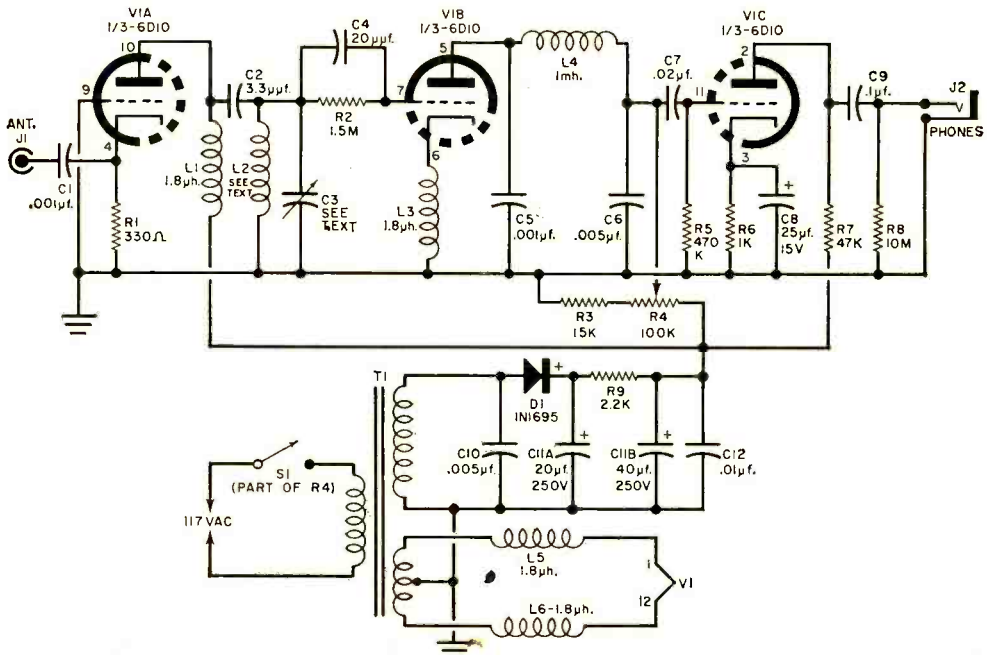 V1A
1/3-6D10
10
9
4
ANT.
J1
C1
.001µf.
R1
330Ω
C2
3.3µµf.
L1
1.8µh.
L2
SEE
TEXT
C4
20µµf.
R2
1.5M
C3
SEE
TEXT
V1B
1/3-6D10
5
7
6
L3
1.8µh.
L4
1mh.
C5
.001µf.
C6
.005µf.
C7
.02µf.
V1C
1/3-6D10
2
11
3
R5
470
K
R6
1K
+
C8
25µf.
15V
R7
47K
C9
.1µf.
R8
10M
J2
PHONES
R3
15K
R4
100K
T1
D1
1N1695
+
R9
2.2K
C10
.005µf.
+
C11A
20µf.
250V
+
C11B
40µf.
250V
C12
.01µf.
S1
(PART OF R4)
117VAC
L5
1.8µh.
L6-1.8µh.
1
12
V1